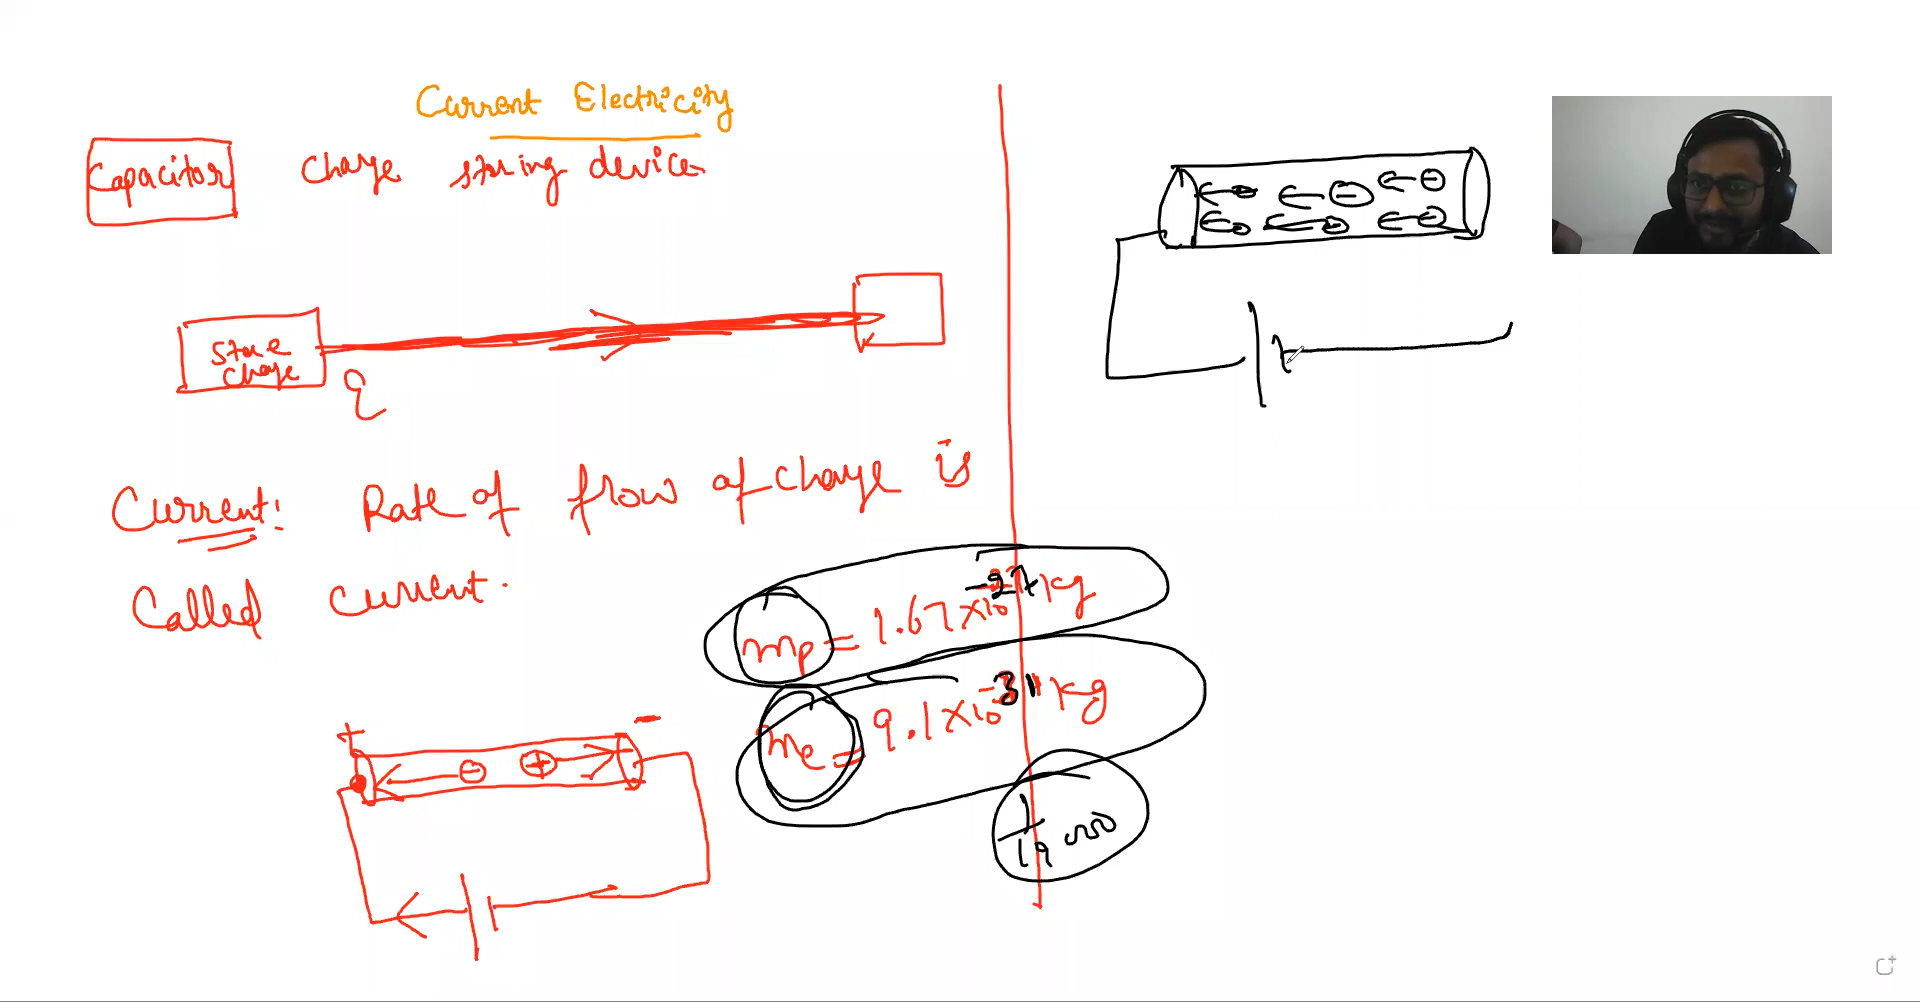 Current Electricity
Capacitor charge storing device
Store
charge
q
Current: Rate of flow of charge is
Called current.
mp = 1.67×10-27 kg
me = 9.1×10-31 kg
+ -
- +